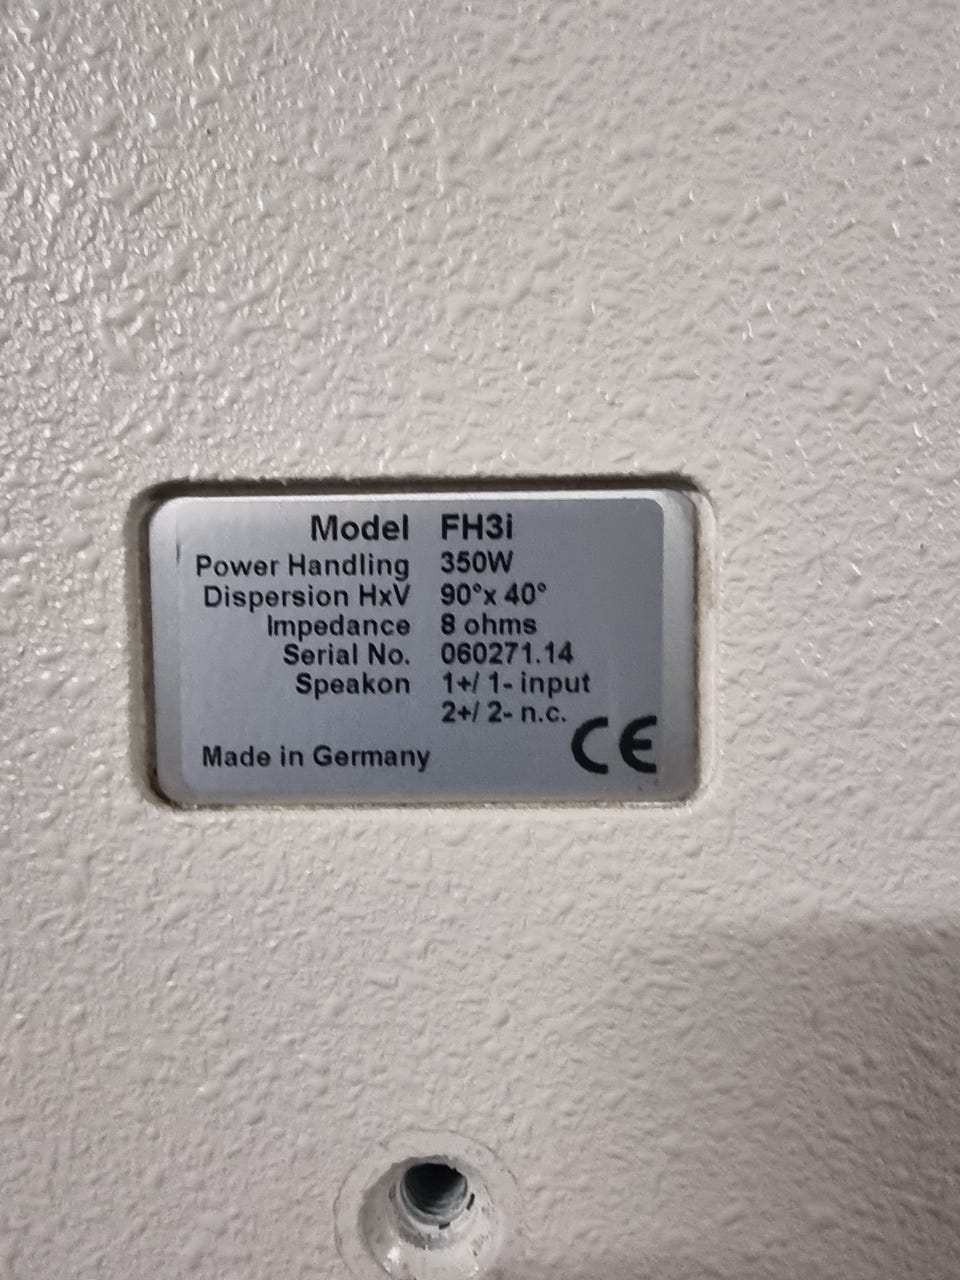 Model FH3i
Power Handling 350W
Dispersion HxV 90°x 40°
Impedance 8 ohms
Serial No. 060271.14
Speakon 1+/ 1- input
2+/ 2- n.c.
Made in Germany CE